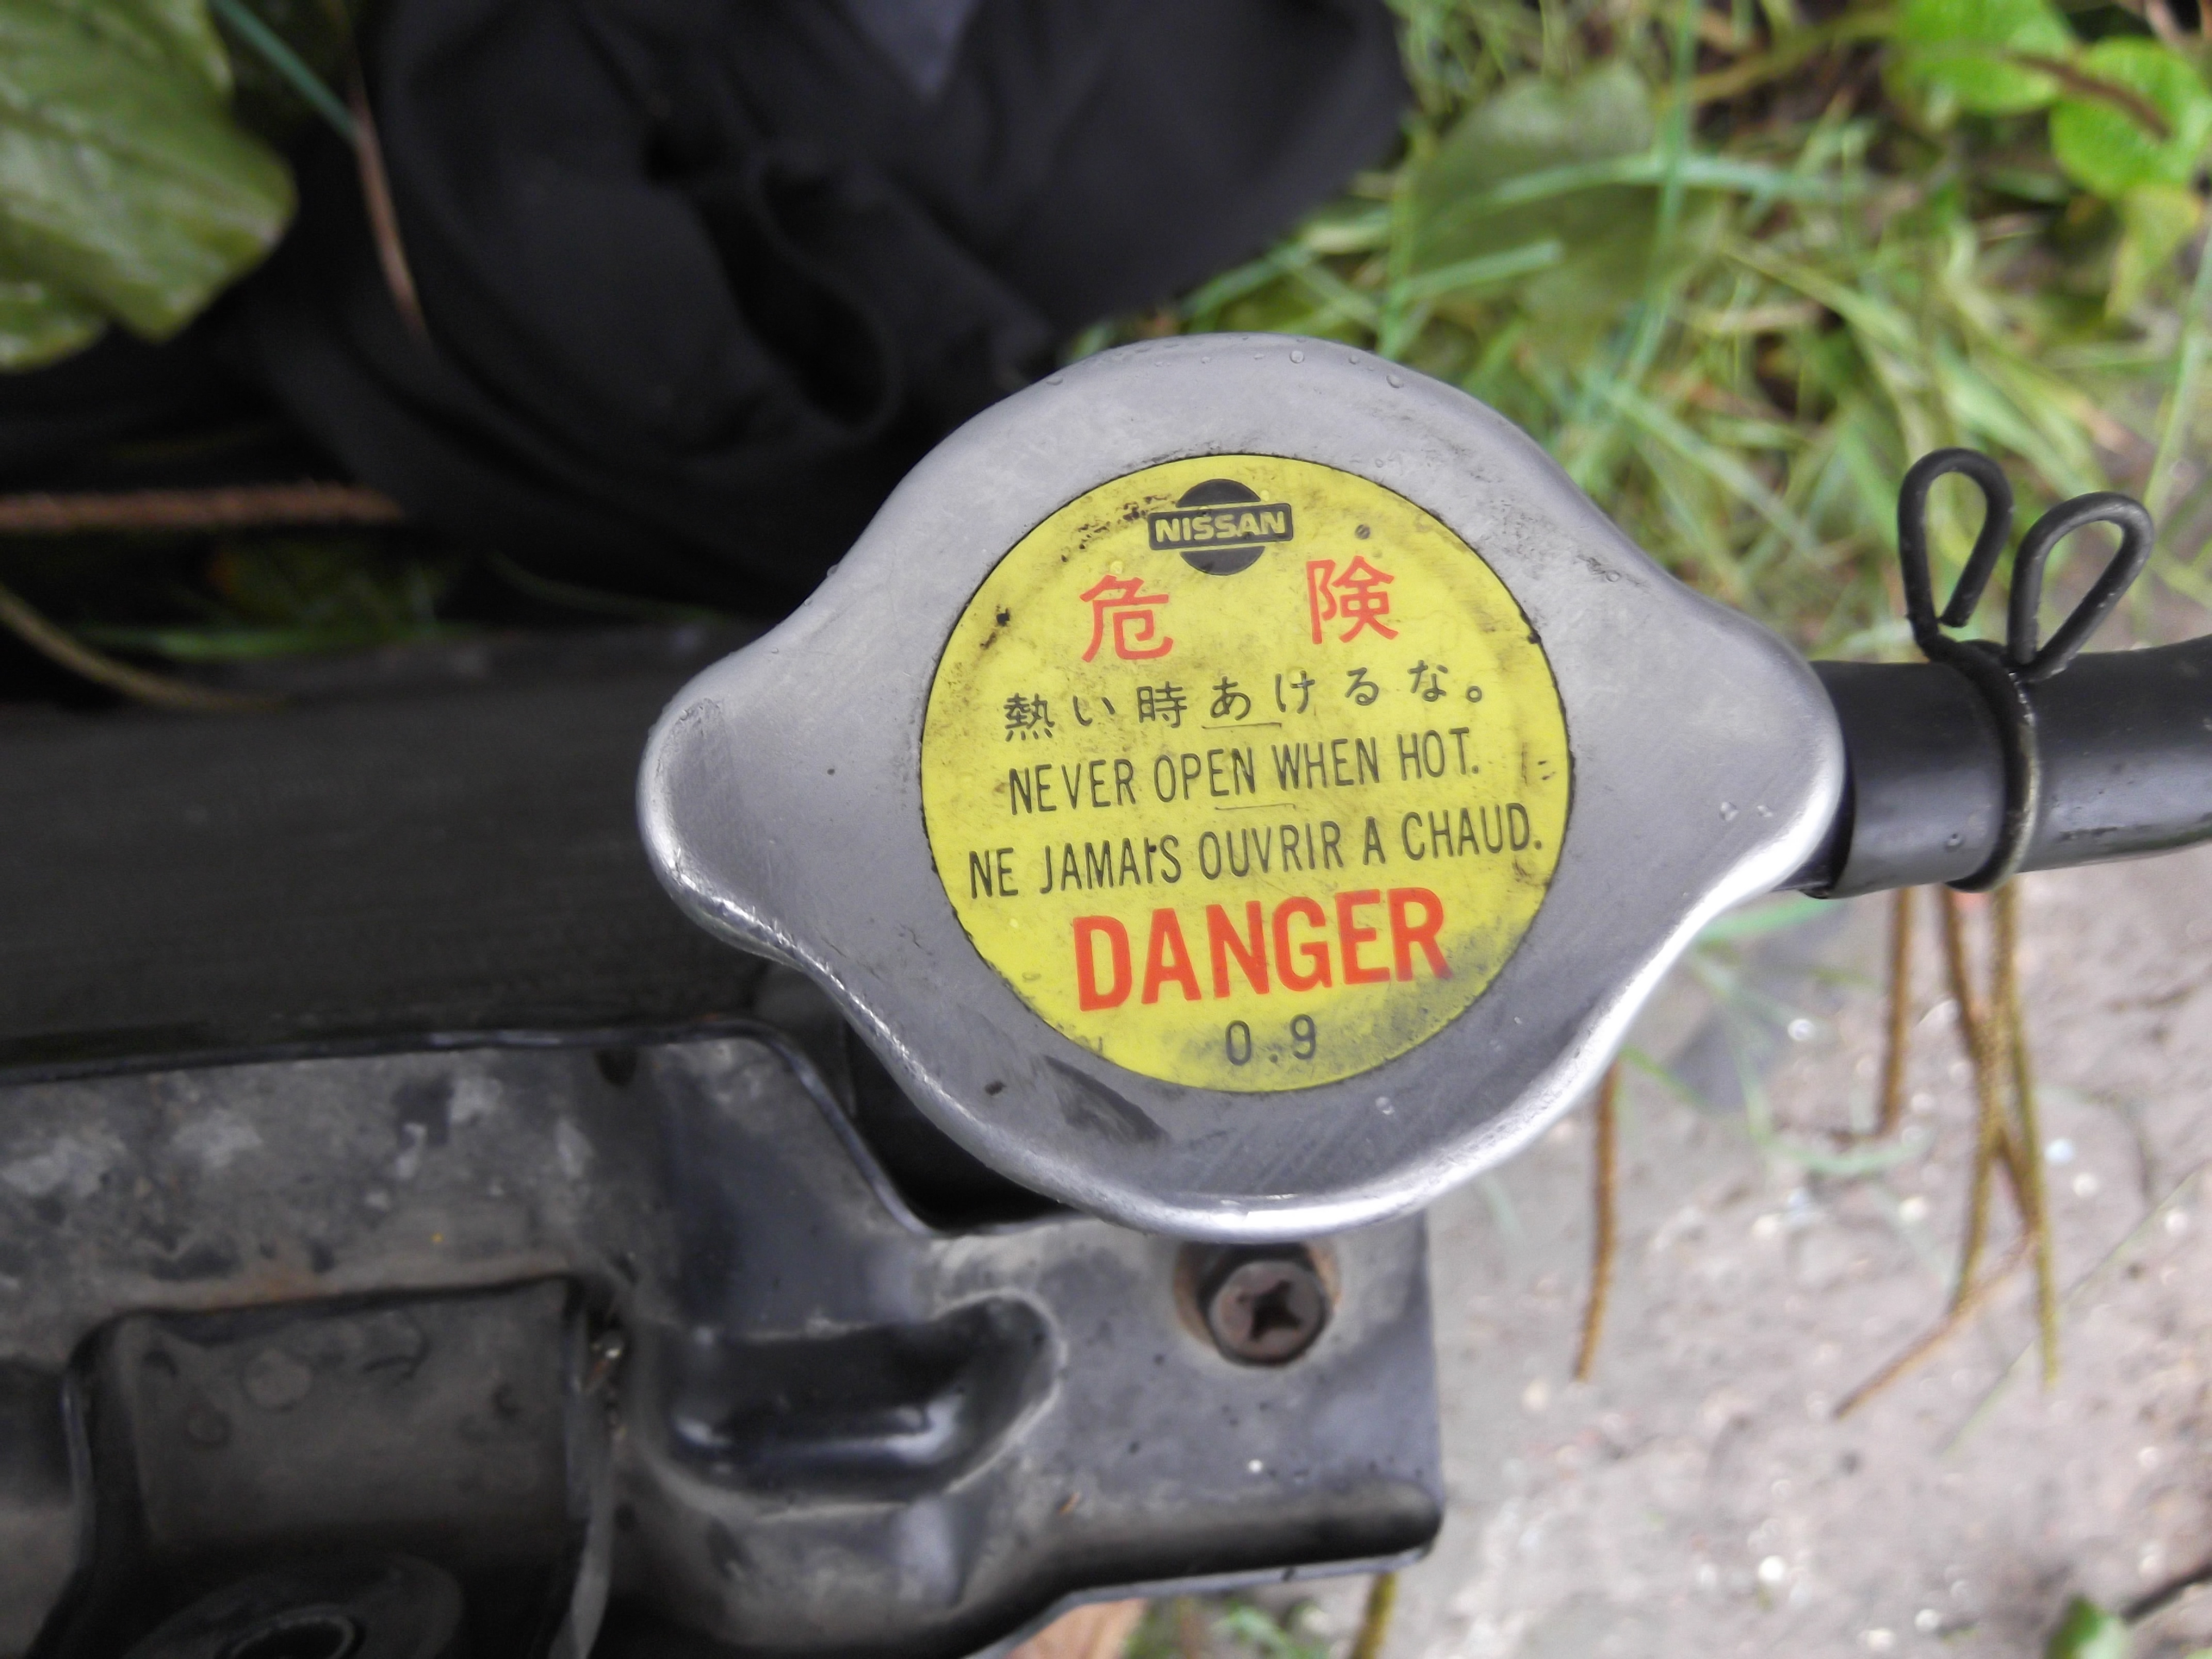 NISSAN
危 険
熱い時あけるな。
NEVER OPEN WHEN HOT.
NE JAMAIS OUVRIR A CHAUD.
DANGER
0.9